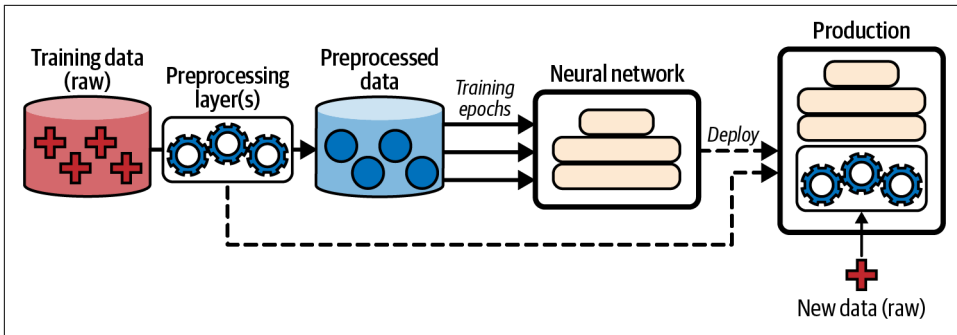 Training data
(raw)
Preprocessing
layer(s)
Preprocessed
data
Training
epochs
Neural network
Deploy
Production
New data (raw)